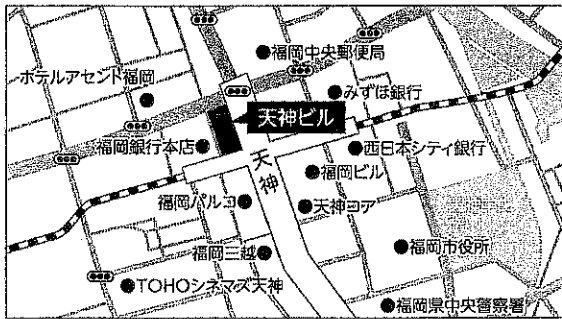 福岡中央郵便局
ホテルアセント福岡
みずほ銀行
天神ビル
福岡銀行本店
西日本シティ銀行
天神
福岡ビル
福岡パルコ
天神コア
福岡三越
福岡市役所
TOHOシネマズ天神
福岡県中央警察署